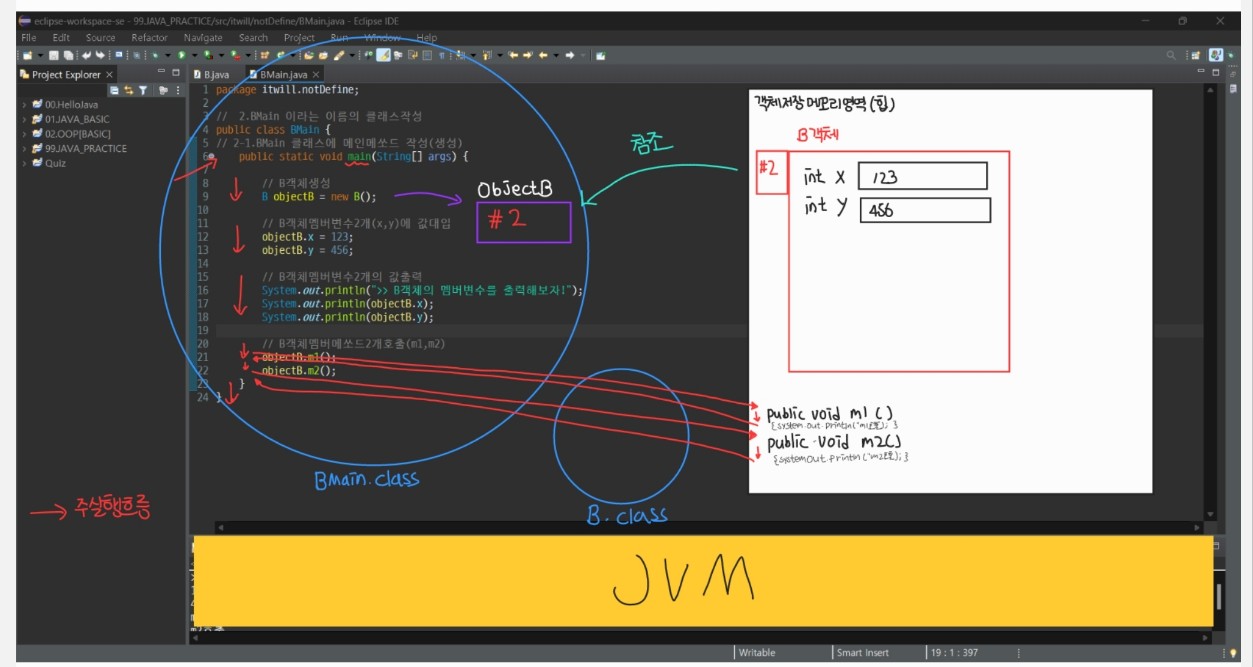 eclipse-workspace-se - 99.JAVA_PRACTICE/src/itwill/notDefine/BMain.java - Eclipse IDE
File Edit Source Refactor Navigate Search Project Run Window Help
Project Explorer
B.java BMain.java
00.HelloJava
01.JAVA_BASIC
02.OOP[BASIC]
99.JAVA_PRACTICE
Quiz
1 package itwill.notDefine;
2
3 // 2.BMain 이라는 이름의 클래스작성
4 public class BMain {
5 // 2-1.BMain 클래스에 메인메쏘드 작성(생성)
6 public static void main(String[] args) {
7
8 // B객체생성
9 B objectB = new B();
10
11 // B객체멤버변수2개(x,y)에 값대입
12 objectB.x = 123;
13 objectB.y = 456;
14
15 // B객체멤버변수2개의 값출력
16 System.out.println(">> B객체의 멤버변수를 출력해보자!");
17 System.out.println(objectB.x);
18 System.out.println(objectB.y);
19
20 // B객체멤버메쏘드2개호출(m1,m2)
21 objectB.m1();
22 objectB.m2();
23 }
24 }
ObjectB
#2
참조
객체저장 메모리영역 (힙)
B객체
#2
int x 123
int y 456
public void m1 ()
{system.out.println("m1호출); }
public void m2()
{system.out.println("m2호출); }
BMain.class
B.class
→ 주실행흐름
JVM
Writable Smart Insert 19 : 1 : 397